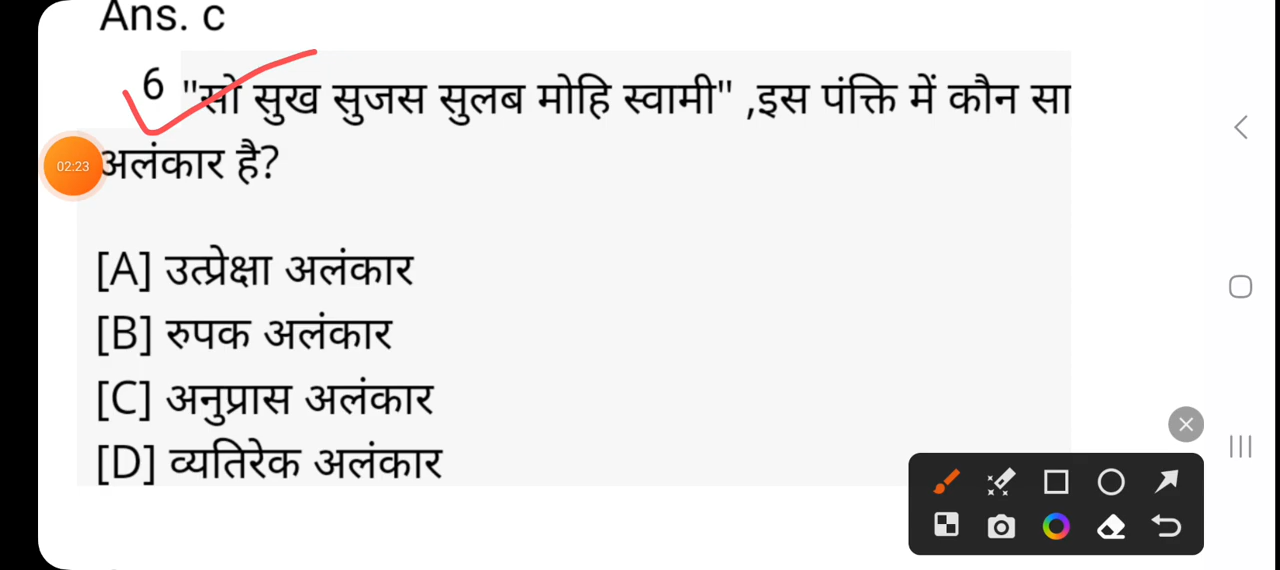 Ans. c
6 "सो सुख सुजस सुलब मोहि स्वामी" ,इस पंक्ति में कौन सा
02:23
अलंकार है?
[A] उत्प्रेक्षा अलंकार
[B] रुपक अलंकार
[C] अनुप्रास अलंकार
[D] व्यतिरेक अलंकार